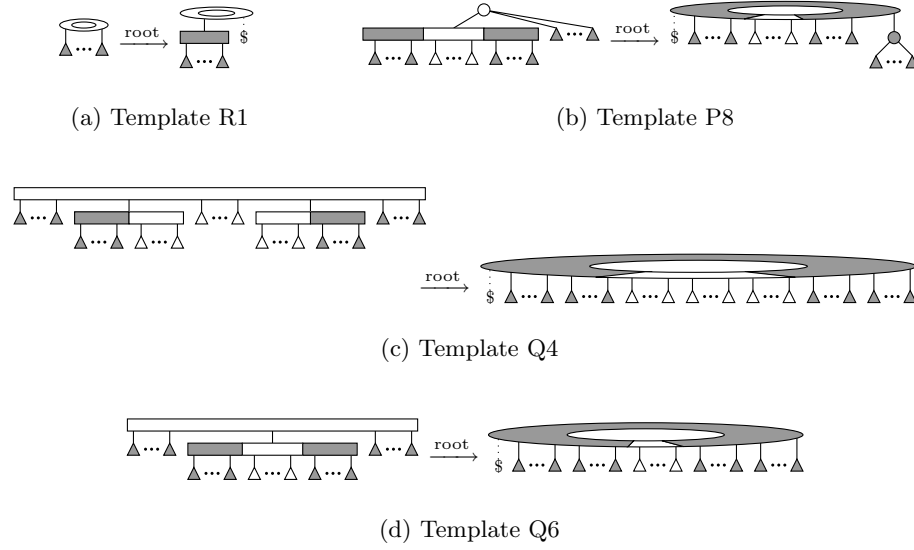 root
$
(a) Template R1
root
$
(b) Template P8
root
$
(c) Template Q4
root
$
(d) Template Q6